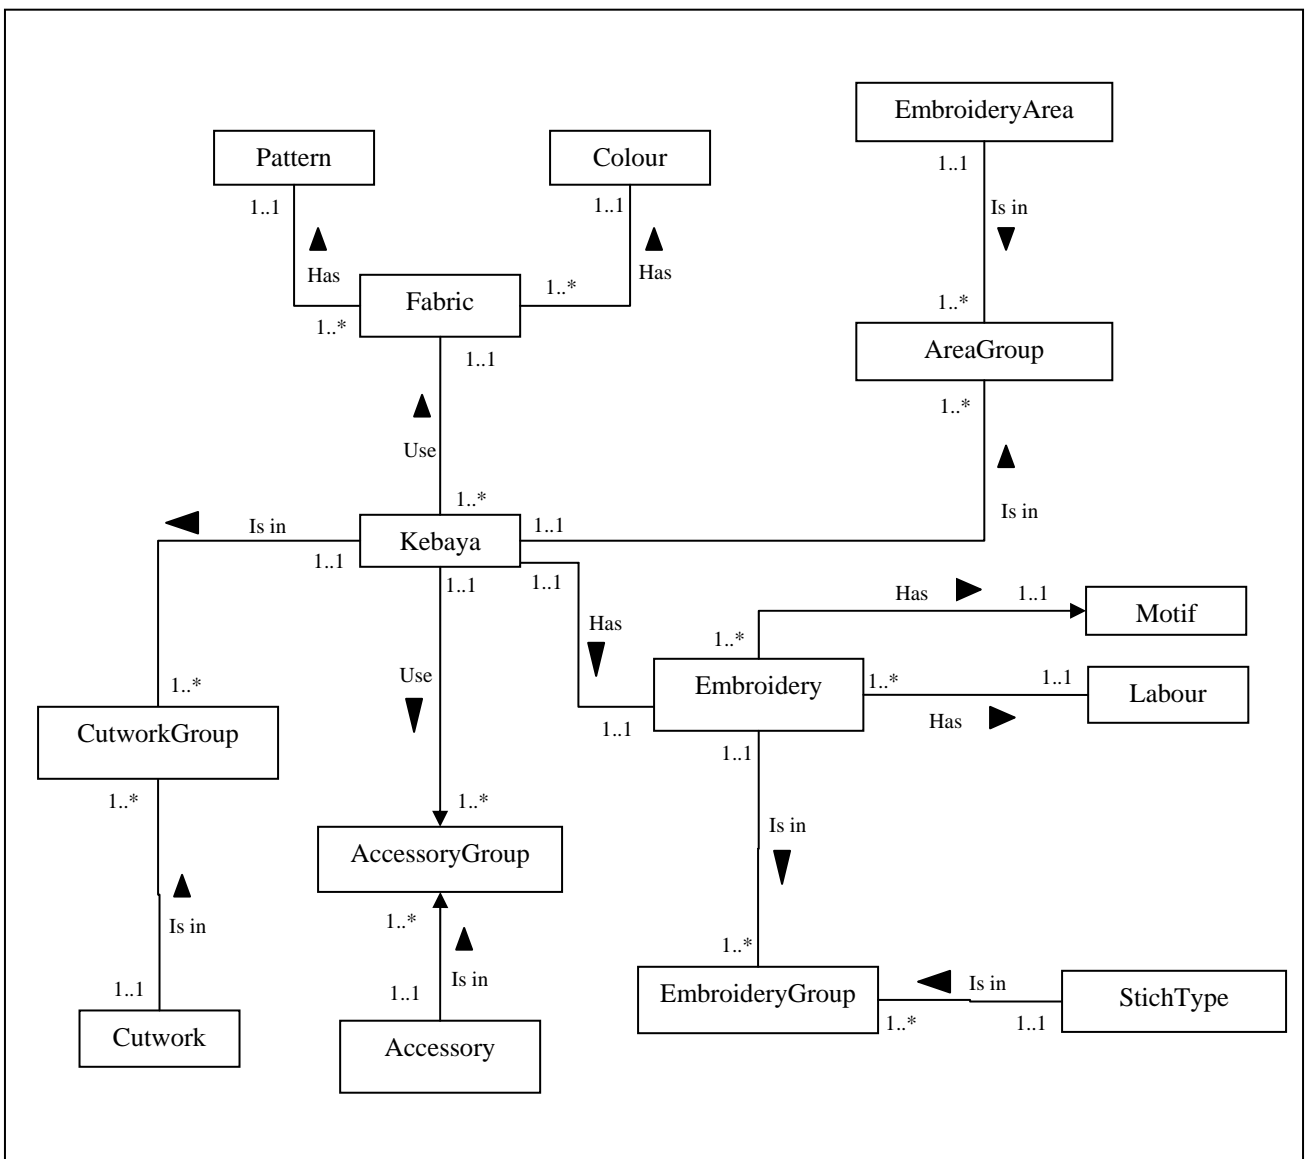 EmbroideryArea
Pattern
Colour
1..1
1..1
1..1
Is in
Has
Has
Fabric
1..*
1..*
1..*
1..1
AreaGroup
1..*
Use
1..*
Is in
Is in
1..1
Kebaya
1..1
1..1
1..1
Has
1..1
Motif
Has
1..*
Use
1..*
Embroidery
1..*
1..1
Labour
Has
CutworkGroup
1..1
1..1
1..*
1..*
Is in
AccessoryGroup
1..*
Is in
1..*
Is in
1..1
1..1
EmbroideryGroup
Is in
StichType
1..*
1..1
Cutwork
Accessory